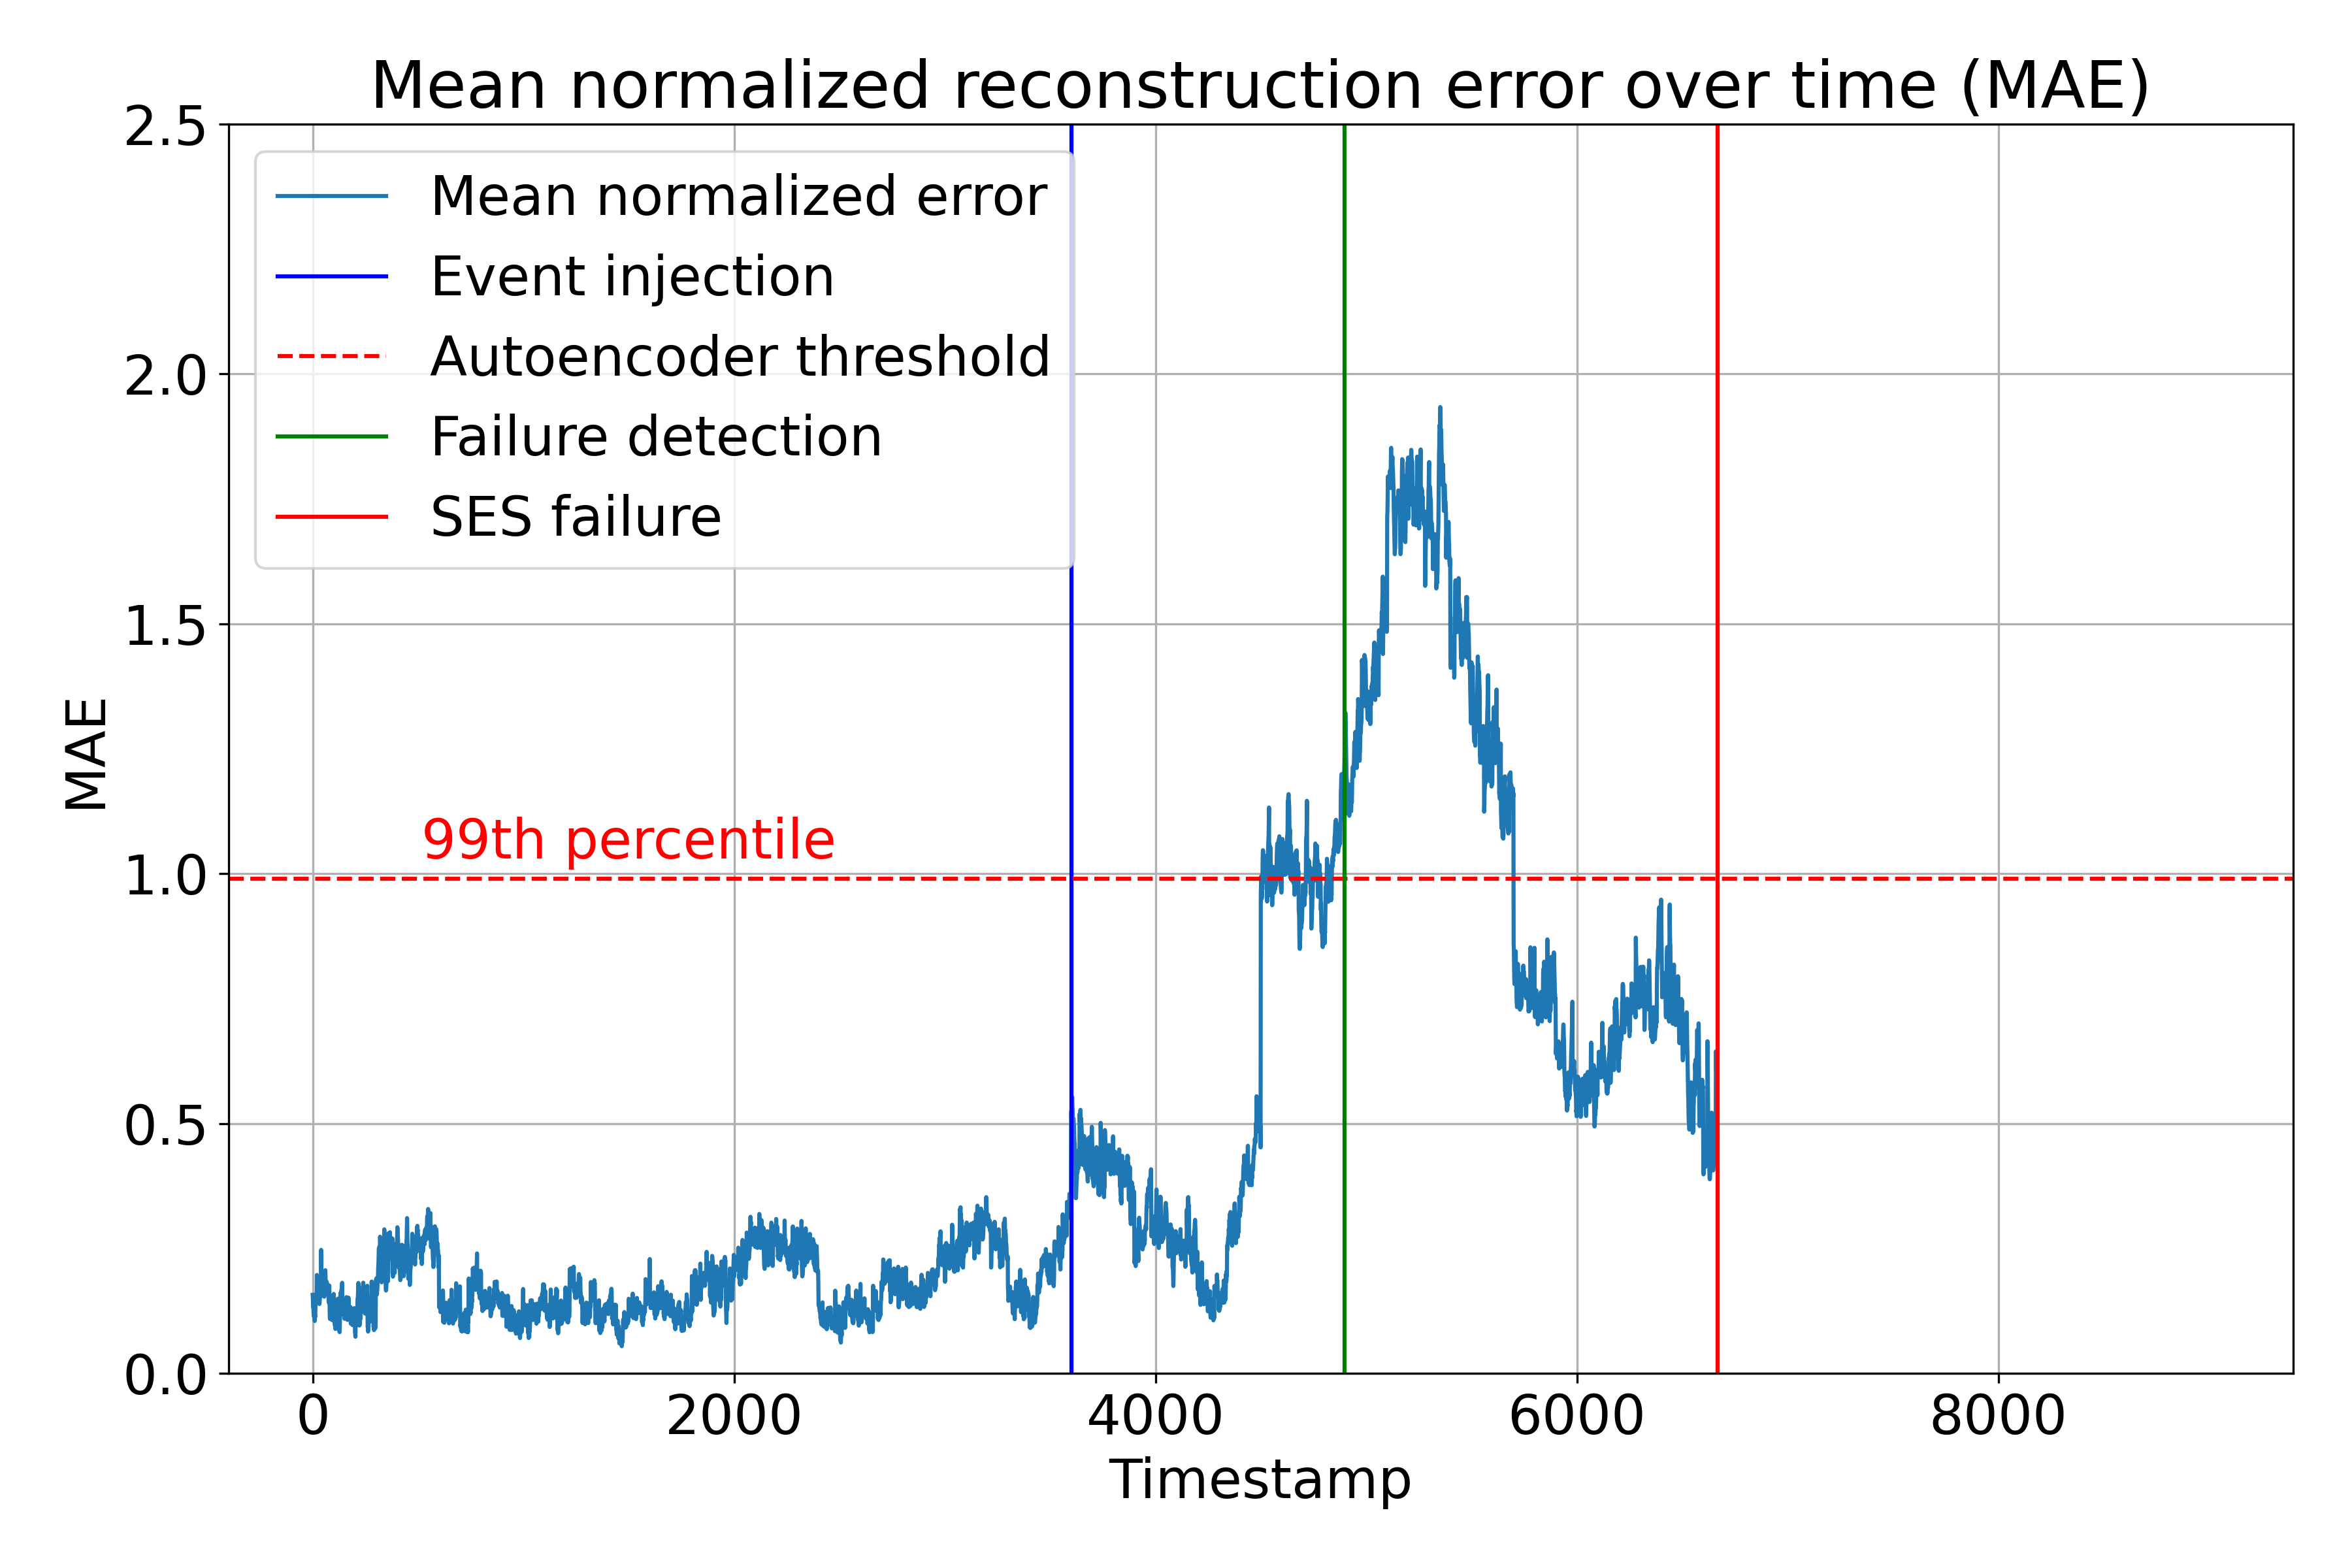 Mean normalized reconstruction error over time (MAE)
2.5
2.0
1.5
1.0
0.5
0.0
MAE
Mean normalized error
Event injection
Autoencoder threshold
Failure detection
SES failure
99th percentile
0 2000 4000 6000 8000
Timestamp